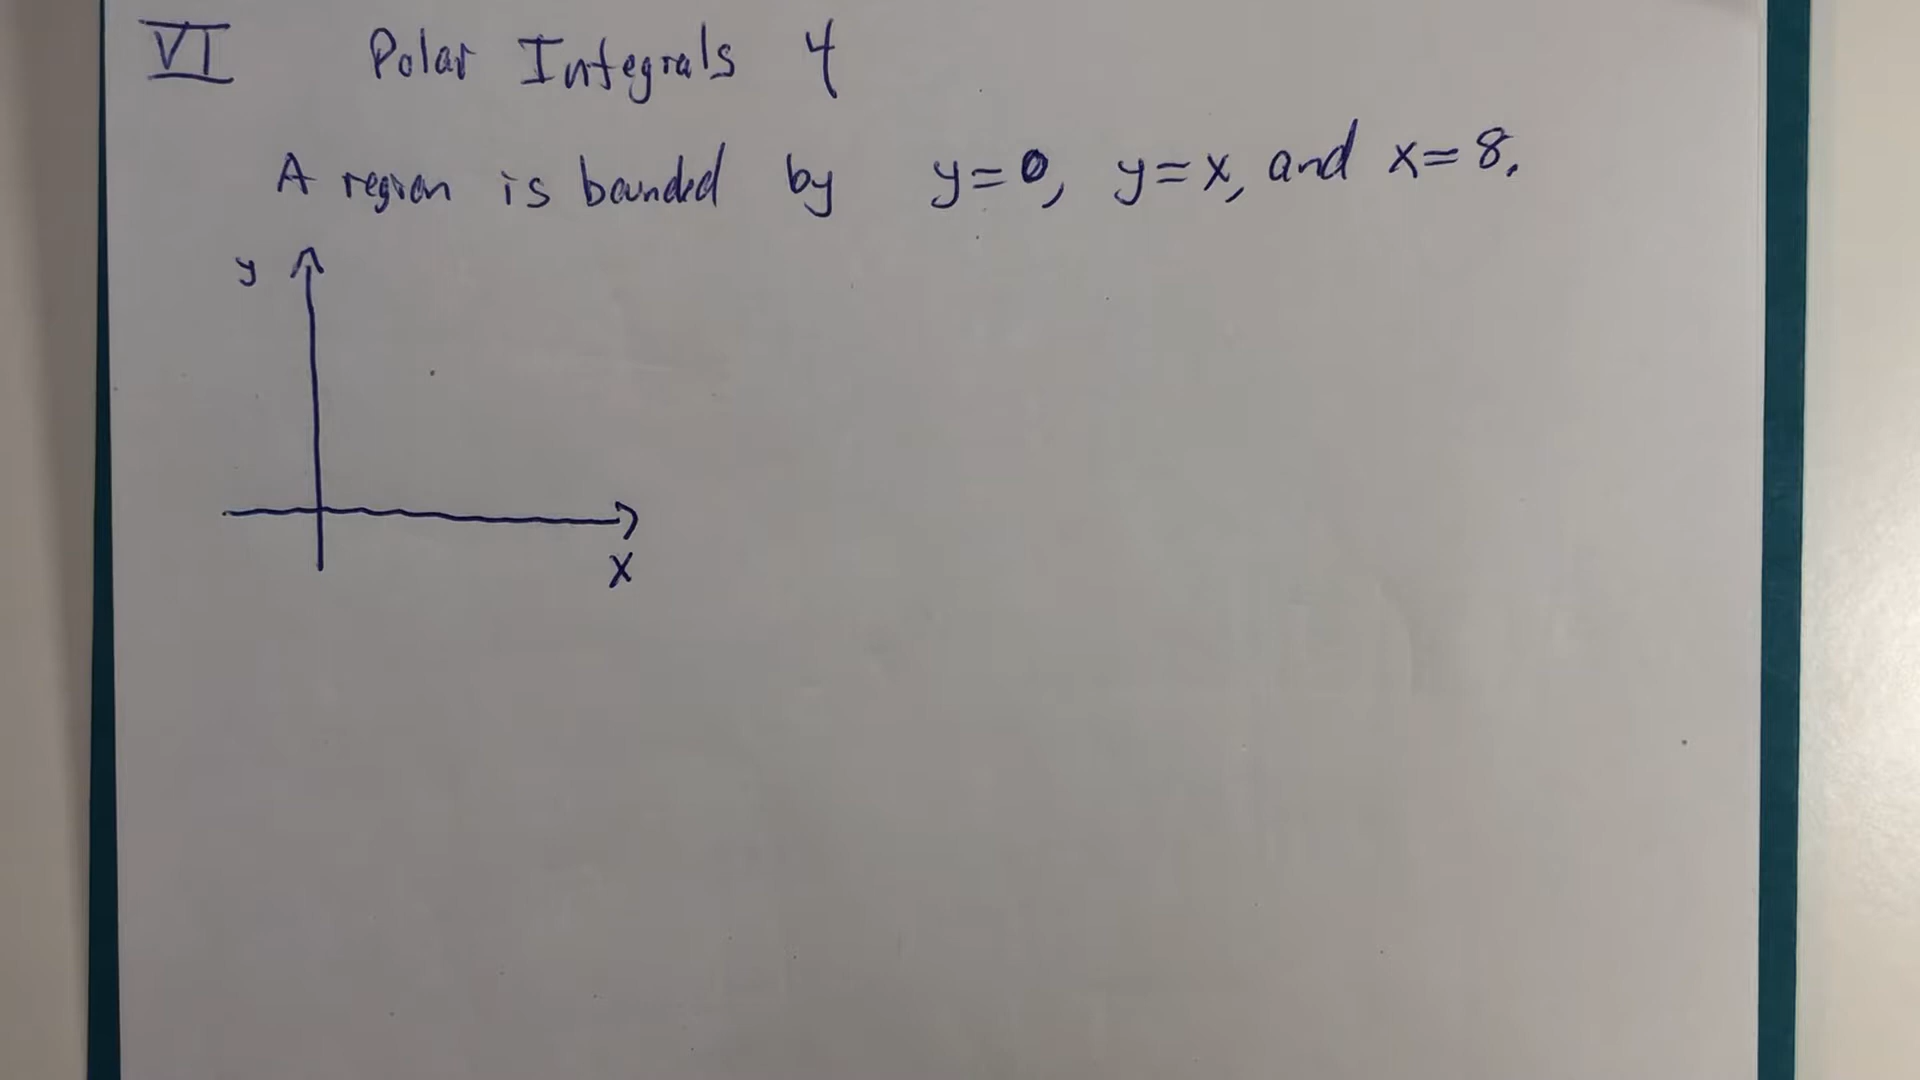 VI Polar Integrals 4
A region is bounded by y=0, y=x, and x=8.
y
x